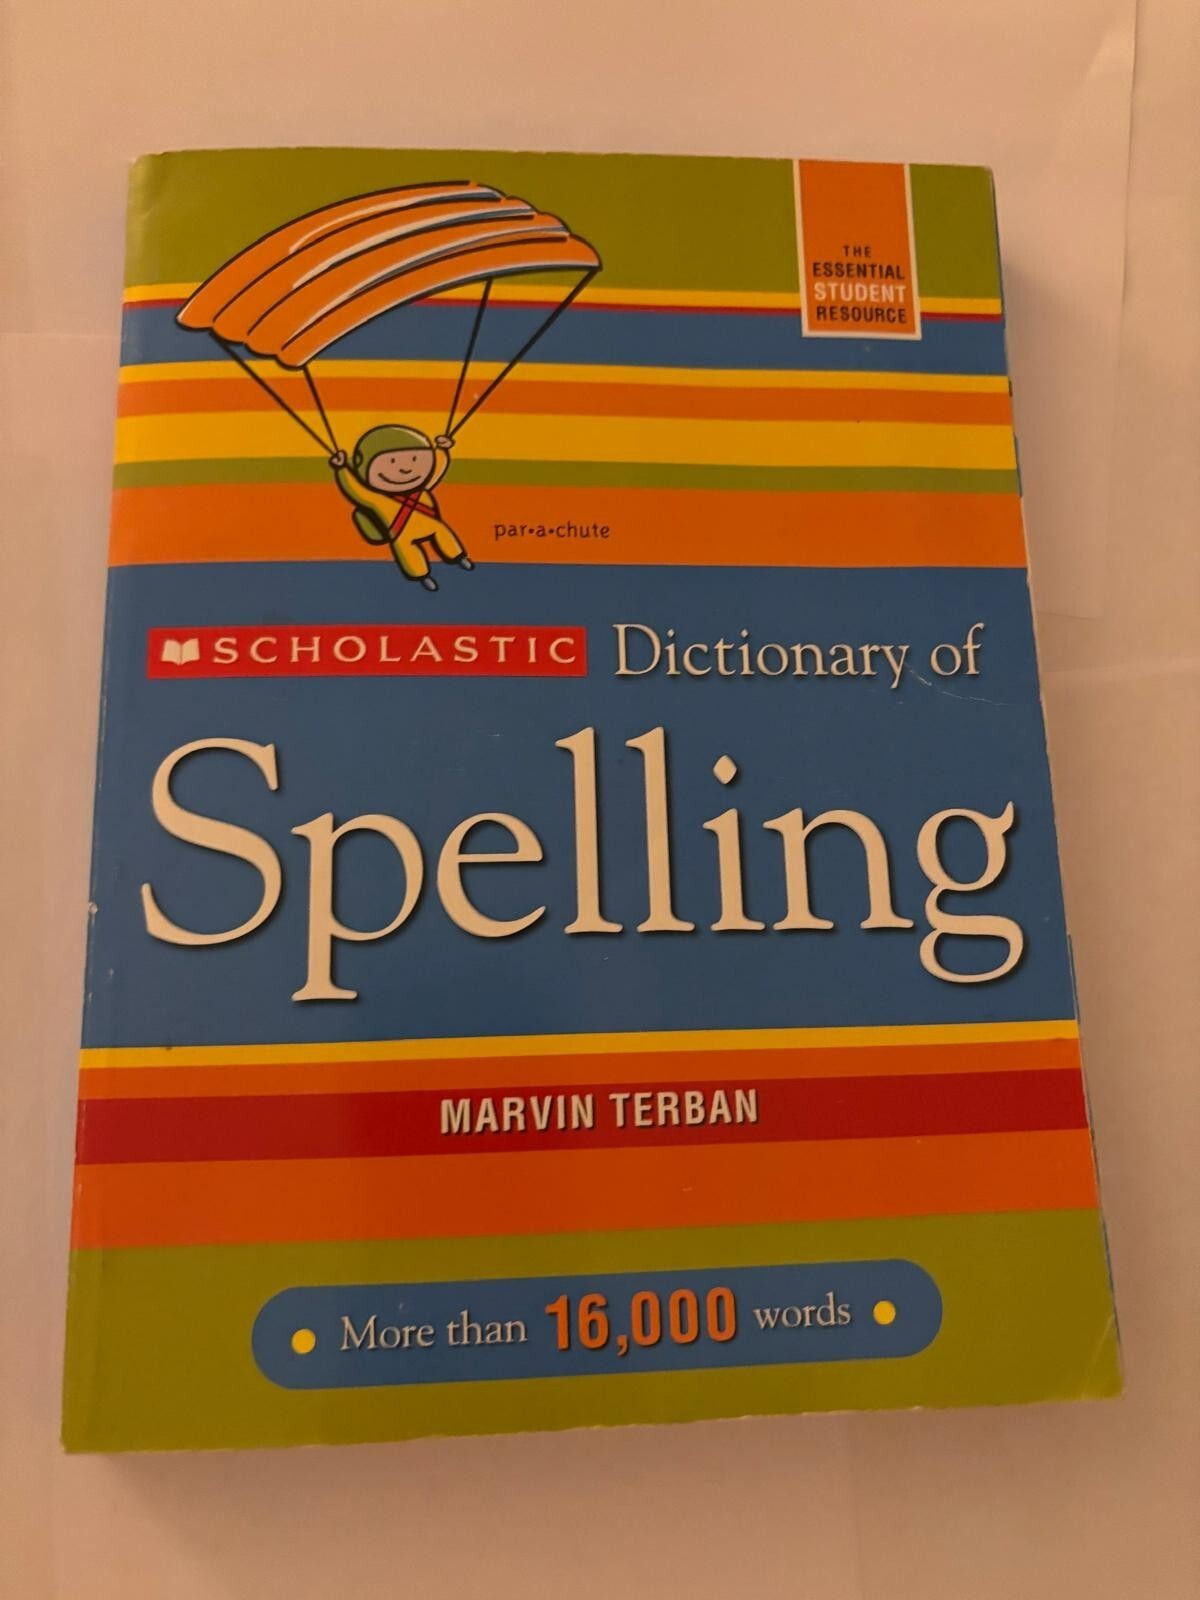 THE
ESSENTIAL
STUDENT
RESOURCE
par•a•chute
SCHOLASTIC Dictionary of
Spelling
MARVIN TERBAN
• More than 16,000 words •